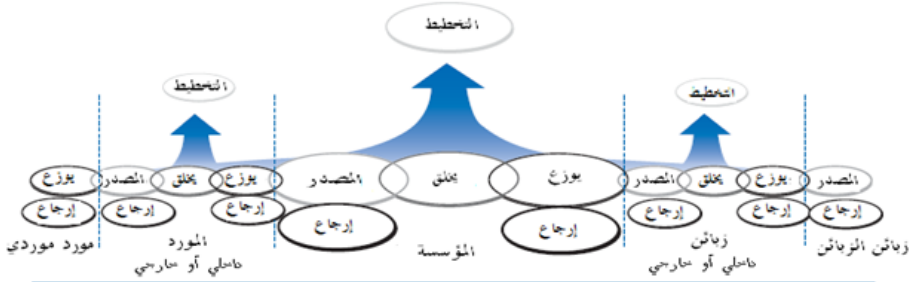 التخطيط
التخطيط
التخطيط
يوزع المصدر يخلق يوزع المصدر يخلق يوزع المصدر يخلق يوزع المصدر
إرجاع إرجاع إرجاع إرجاع إرجاع إرجاع إرجاع إرجاع
مورد موردي المورد المؤسسة زبائن زبائن الزبائن
داخلي أو خارجي داخلي أو خارجي